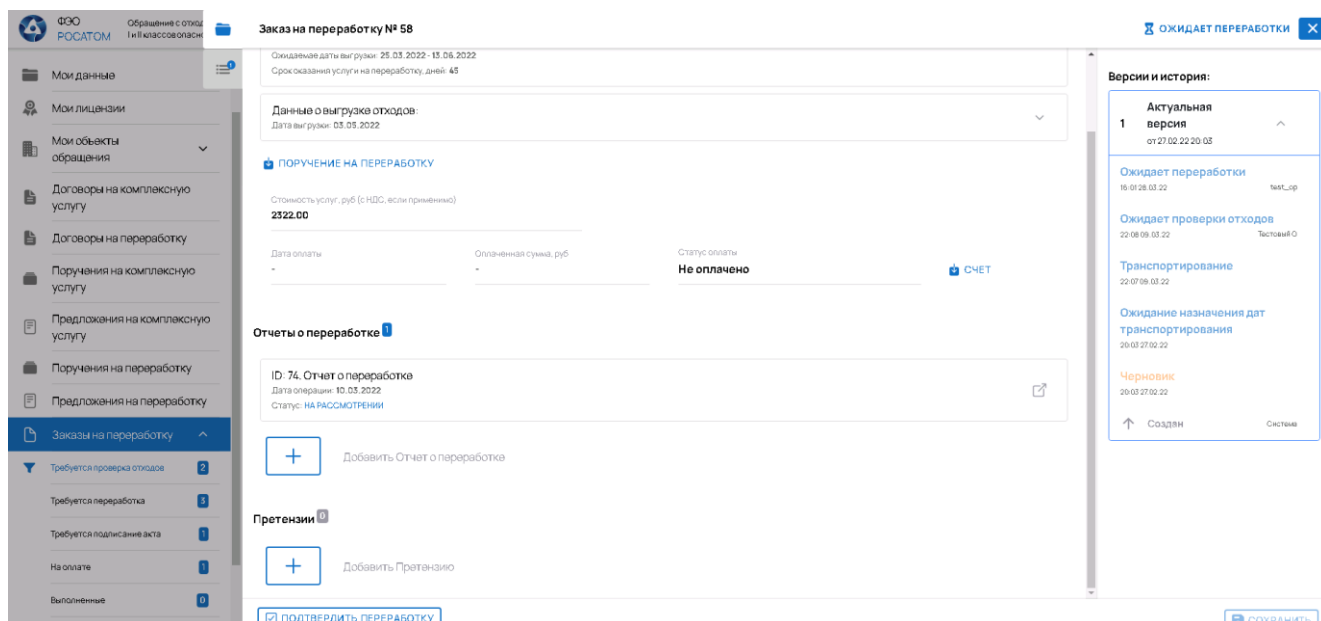 ФЭО
РОСАТОМ
Обращение с отход
I и II классов опасно
Мои данные
Мои лицензии
Мои объекты
обращения
Договоры на комплексную
услугу
Договоры на переработку
Поручения на комплексную
услугу
Предложения на комплексную
услугу
Поручения на переработку
Предложения на переработку
Заказы на переработку
Требуется проверка отходов 2
Требуется переработка 3
Требуется подписание акта 1
На оплате 1
Выполненные 0
Заказ на переработку № 58
ОЖИДАЕТ ПЕРЕРАБОТКИ
Ожидаемые даты выгрузки: 25.03.2022 - 13.06.2022
Срок оказания услуги на переработку, дней: 45
Данные о выгрузке отходов:
Дата выгрузки: 03.05.2022
ПОРУЧЕНИЕ НА ПЕРЕРАБОТКУ
Стоимость услуг, руб (с НДС, если применимо)
2322.00
Дата оплаты Оплаченная сумма, руб Статус оплаты
- - Не оплачено СЧЕТ
Отчеты о переработке 1
ID: 74. Отчет о переработке
Дата операции: 10.03.2022
Статус: НА РАССМОТРЕНИИ
Добавить Отчет о переработке
Претензии 0
Добавить Претензию
ПОДТВЕРДИТЬ ПЕРЕРАБОТКУ
СОХРАНИТЬ
Версии и история:
Актуальная
1 версия
от 27.02.22 20:03
Ожидает переработки
16:01 28.03.22 test_op
Ожидает проверки отходов
22:08 09.03.22 Тестовый О
Транспортирование
22:07 09.03.22
Ожидание назначения дат
транспортирования
20:03 27.02.22
Черновик
20:03 27.02.22
Создан Система